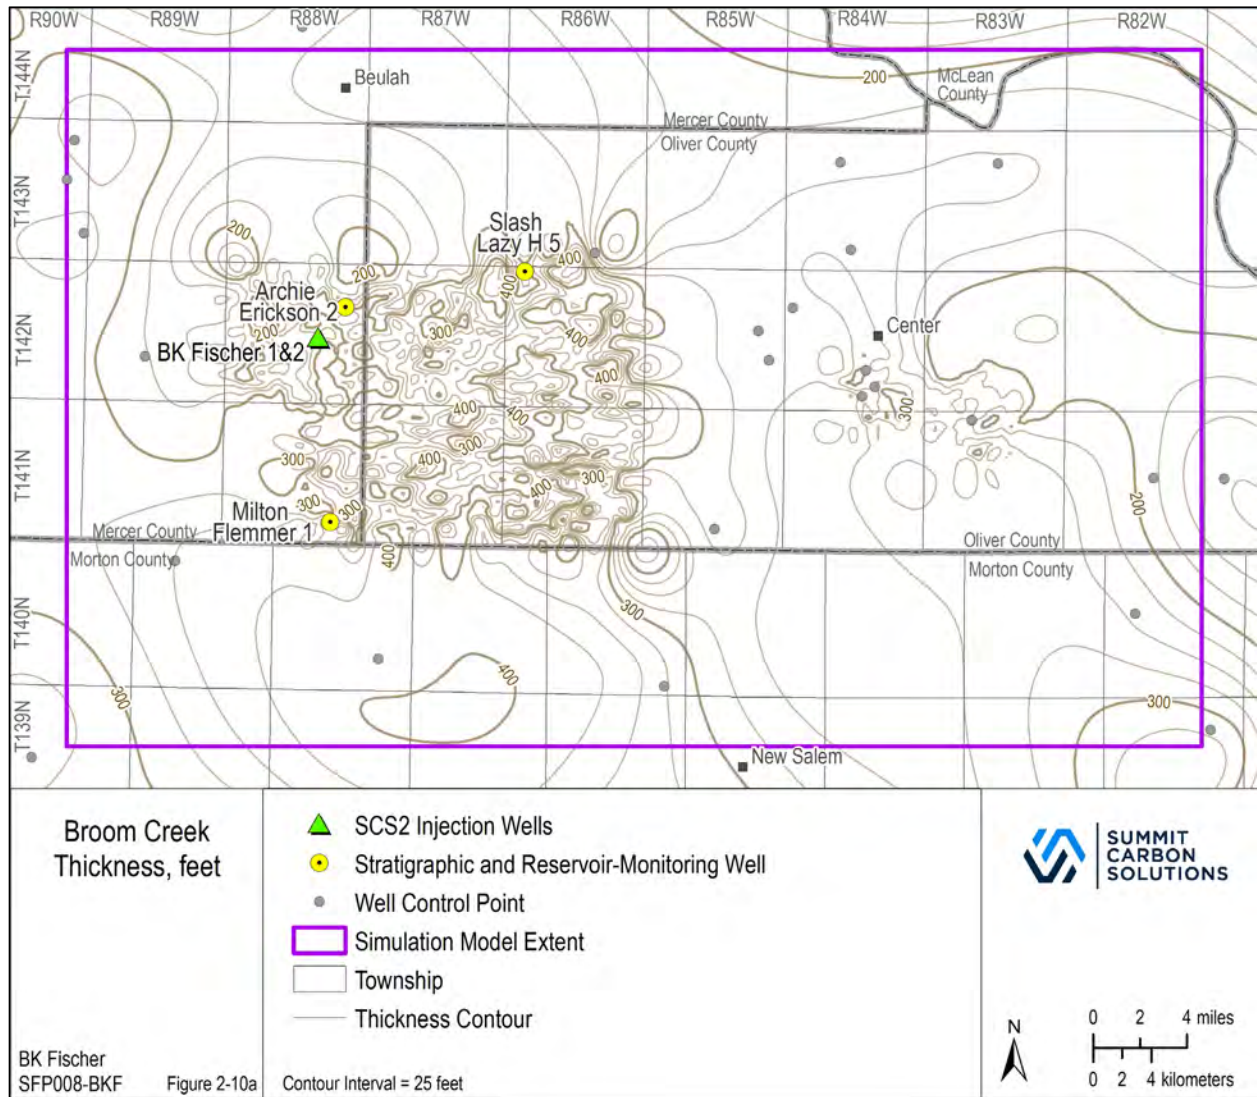 R90W R89W R88W R87W R86W R85W R84W R83W R82W
T144N
T143N
T142N
T141N
T140N
T139N
Beulah
McLean
County
200
Mercer County
Oliver County
200
200
Slash
Lazy H 5
400
400
Archie
Erickson 2
200
BK Fischer 1&2
300
400
400
Center
400
400
300
300
300
400
300
400
300
300
Milton
Flemmer 1
200
Mercer County
Morton County
400
Oliver County
Morton County
300
400
300
300
New Salem
Broom Creek
Thickness, feet
SCS2 Injection Wells
Stratigraphic and Reservoir-Monitoring Well
Well Control Point
Simulation Model Extent
Township
Thickness Contour
BK Fischer
SFP008-BKF
Figure 2-10a
Contour Interval = 25 feet
SUMMIT
CARBON
SOLUTIONS
N
0 2 4 miles
0 2 4 kilometers